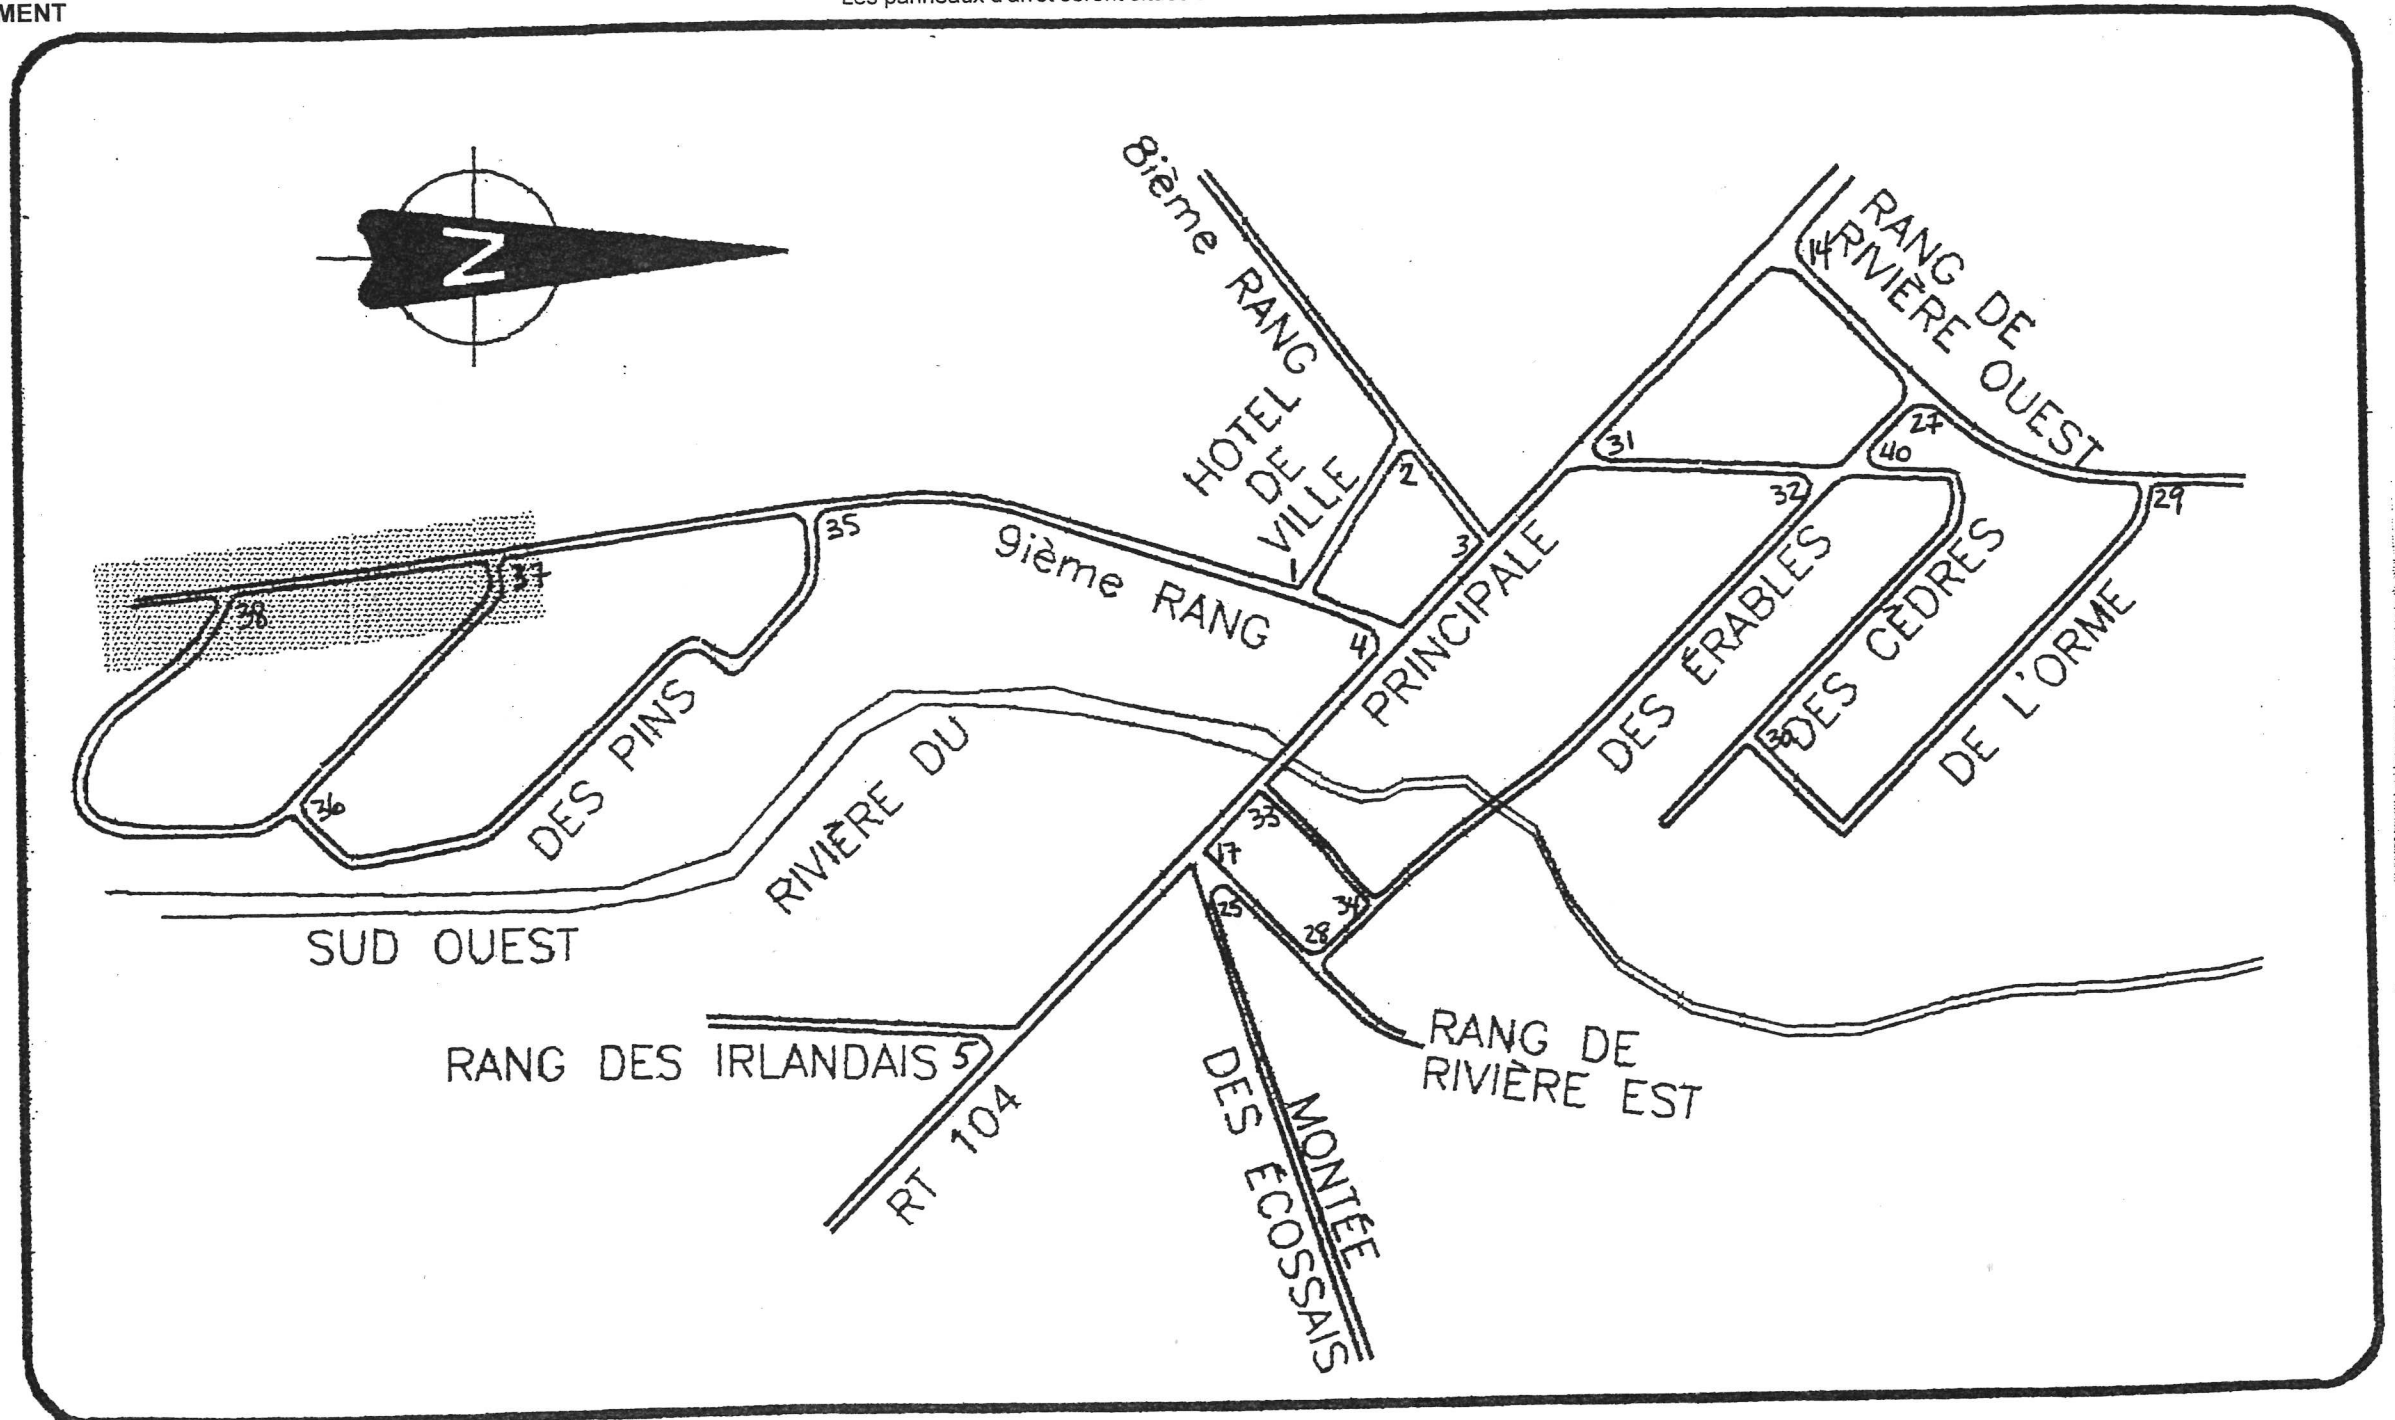 MENT
N
8ième RANG
RANG DE
RIVIÈRE OUEST
14
HOTEL
DE
VILLE
27
31
40
2
32
29
35
3
9ième RANG
1
4
PRINCIPALE
37
38
DES ÉRABLES
DES CÈDRES
DE L'ORME
39
36
DES PINS
RIVIÈRE DU
SUD OUEST
33
17
25
34
28
RANG DES IRLANDAIS
5
RT 104
RANG DE
RIVIÈRE EST
MONTÉE
DES ÉCOSSAIS